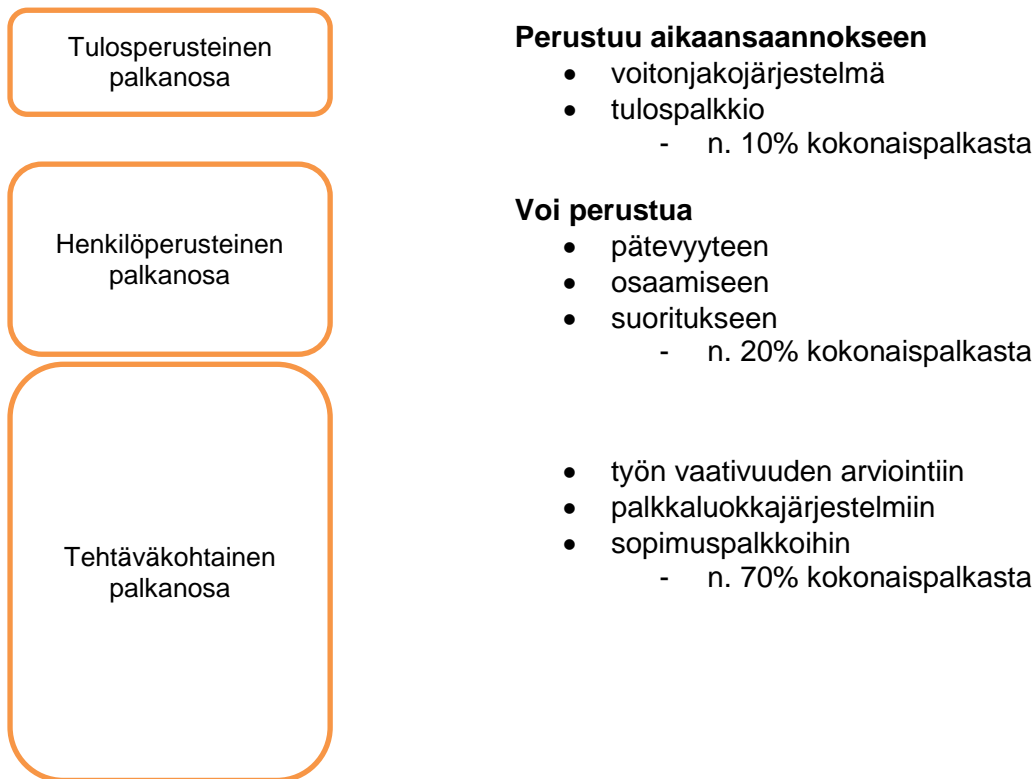 Tulosperusteinen
palkanosa
Perustuu aikaansaannokseen
• voitonjakojärjestelmä
• tulospalkkio
- n. 10% kokonaispalkasta
Henkilöperusteinen
palkanosa
Voi perustua
• pätevyyteen
• osaamiseen
• suoritukseen
- n. 20% kokonaispalkasta
Tehtäväkohtainen
palkanosa
• työn vaativuuden arviointiin
• palkkaluokkajärjestelmiin
• sopimuspalkkoihin
- n. 70% kokonaispalkasta